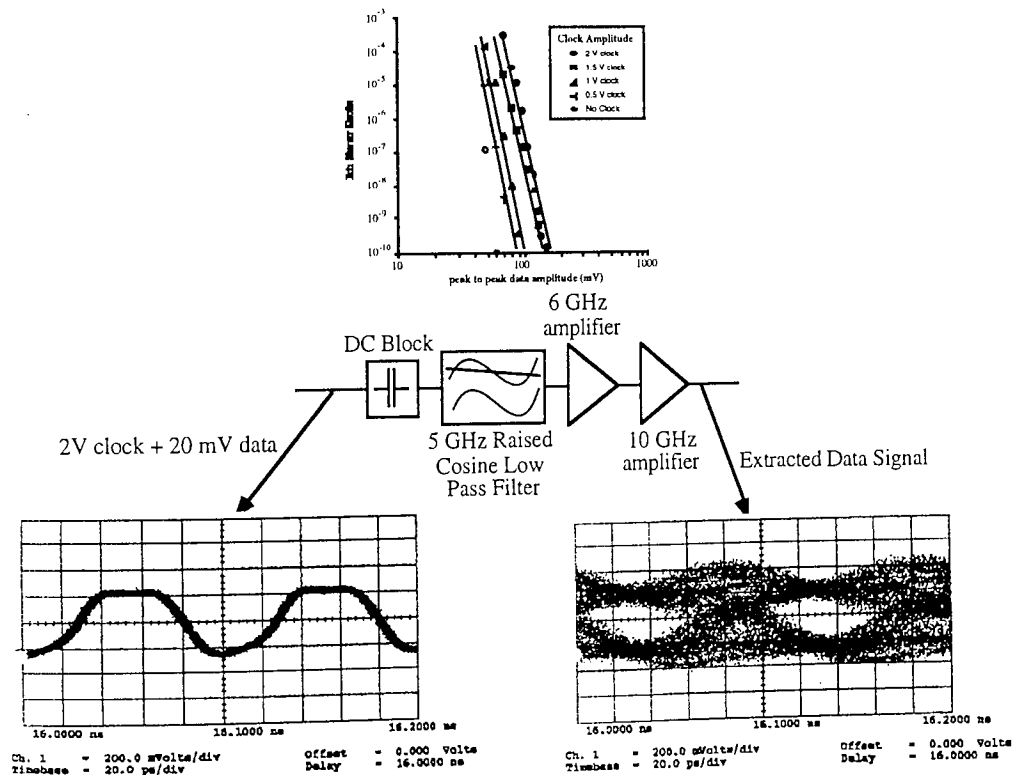 10-3
10-4
10-5
10-6
10-7
10-8
10-9
10-10
10
100
1000
peak to peak data amplitude (mV)
Clock Amplitude
2 V clock
1.5 V clock
1 V clock
0.5 V clock
No Clock
6 GHz
amplifier
DC Block
5 GHz Raised
Cosine Low
Pass Filter
10 GHz
amplifier
2V clock + 20 mV data
Extracted Data Signal
16.0000 ns
16.1000 ns
16.2000 ns
Ch. 1 = 200.0 mVolts/div
Timebase = 20.0 ps/div
Offset = 0.000 Volts
Delay = 16.0000 ns
16.0000 ns
16.1000 ns
16.2000 ns
Ch. 1 = 200.0 mVolts/div
Timebase = 20.0 ps/div
Offset = 0.000 Volts
Delay = 16.0000 ns